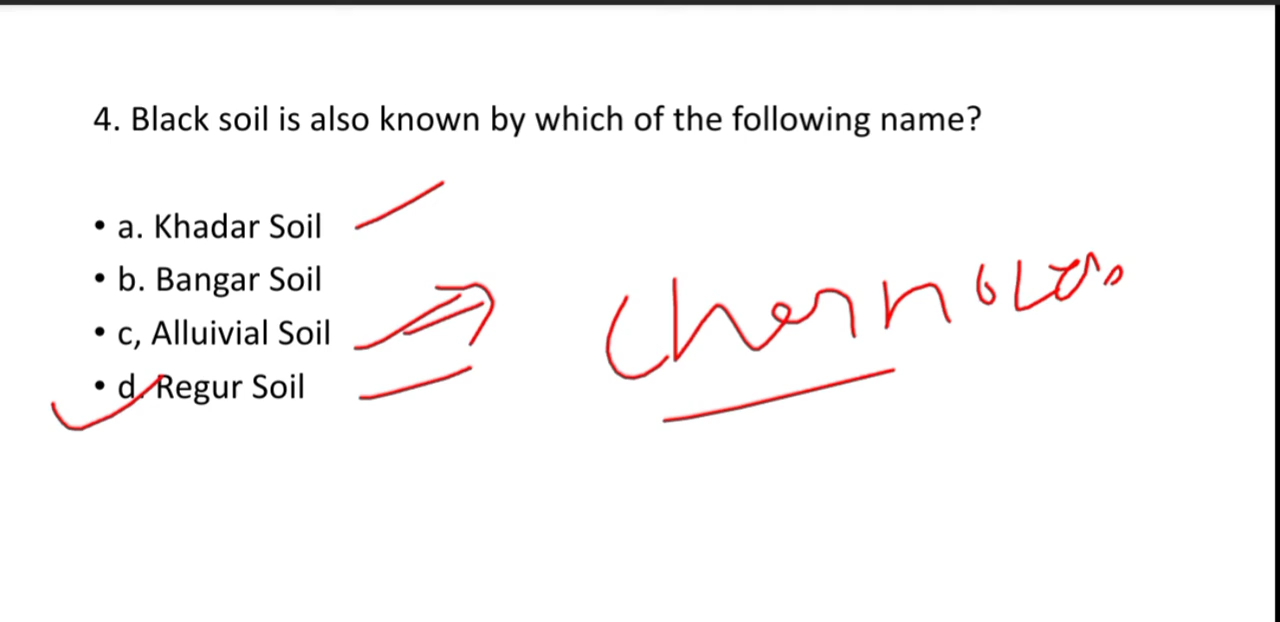 4. Black soil is also known by which of the following name?
• a. Khadar Soil
• b. Bangar Soil
• c, Alluivial Soil
• d. Regur Soil